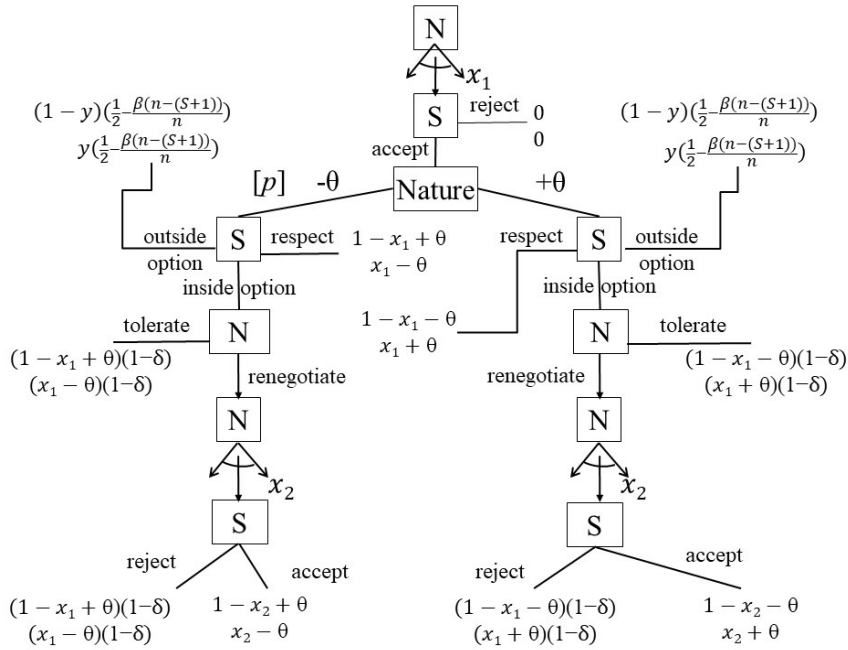 N
x₁
S
reject
0
0
accept
(1 − y)(½−β(n−(S+1))/n)
y(½−β(n−(S+1))/n)
(1 − y)(½−β(n−(S+1))/n)
y(½−β(n−(S+1))/n)
[p] -θ
Nature
+θ
outside
option
S
respect
1 − x₁ + θ
x₁ − θ
inside option
respect
S
outside
option
1 − x₁ − θ
x₁ + θ
inside option
tolerate
N
(1 − x₁ + θ)(1−δ)
(x₁ − θ)(1−δ)
renegotiate
N
tolerate
(1 − x₁ − θ)(1−δ)
(x₁ + θ)(1−δ)
renegotiate
N
x₂
S
N
x₂
S
reject
accept
(1 − x₁ + θ)(1−δ)
(x₁ − θ)(1−δ)
1 − x₂ + θ
x₂ − θ
reject
accept
(1 − x₁ − θ)(1−δ)
(x₁ + θ)(1−δ)
1 − x₂ − θ
x₂ + θ